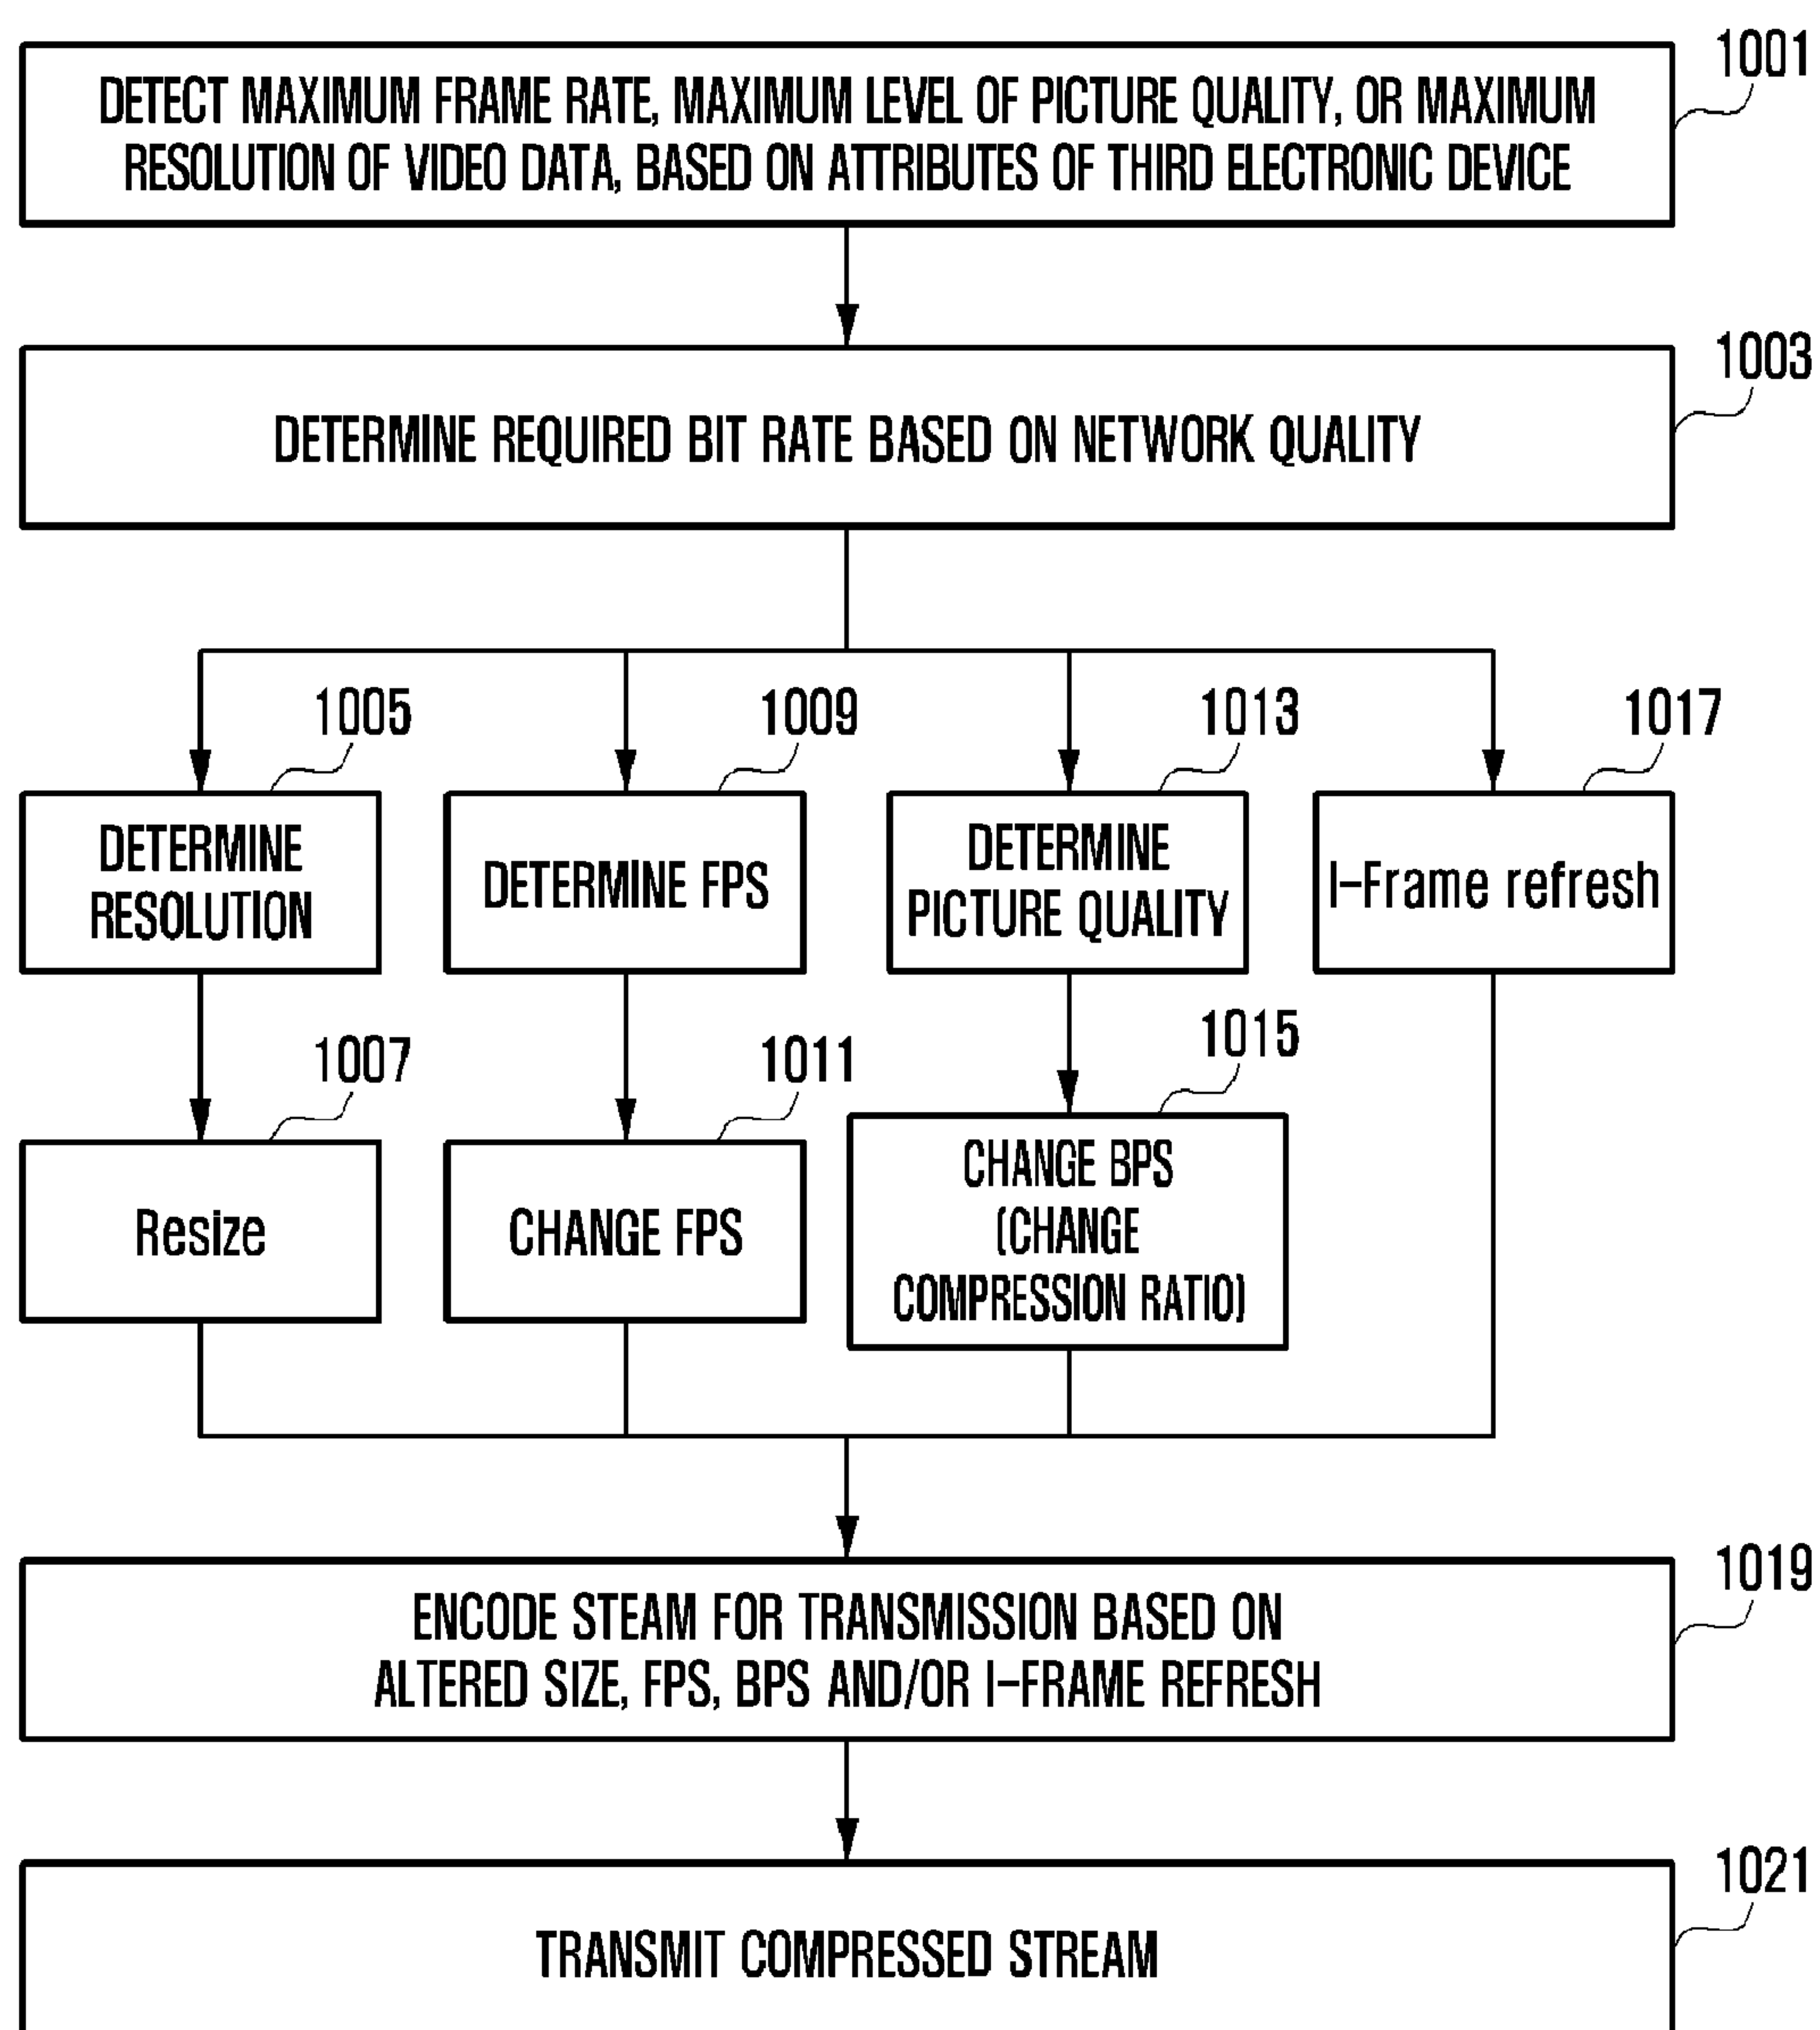 1001
DETECT MAXIMUM FRAME RATE, MAXIMUM LEVEL OF PICTURE QUALITY, OR MAXIMUM
RESOLUTION OF VIDEO DATA, BASED ON ATTRIBUTES OF THIRD ELECTRONIC DEVICE
1003
DETERMINE REQUIRED BIT RATE BASED ON NETWORK QUALITY
1005
DETERMINE
RESOLUTION
1009
DETERMINE FPS
1013
DETERMINE
PICTURE QUALITY
1017
I-Frame refresh
1007
Resize
1011
CHANGE FPS
1015
CHANGE BPS
(CHANGE
COMPRESSION RATIO)
1019
ENCODE STEAM FOR TRANSMISSION BASED ON
ALTERED SIZE, FPS, BPS AND/OR I-FRAME REFRESH
1021
TRANSMIT COMPRESSED STREAM